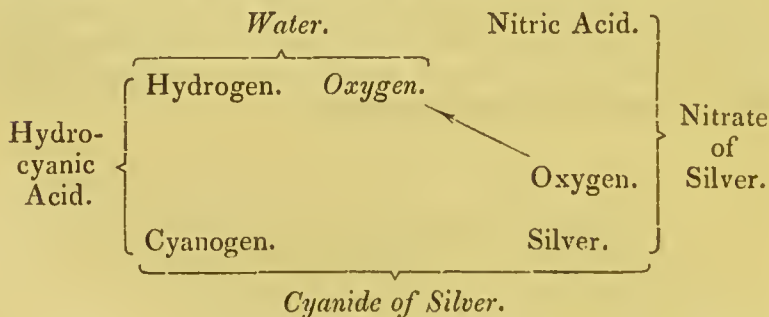 Water. Nitric Acid.
Hydrogen. Oxygen.
Hydro-
cyanic
Acid.
Nitrate
of
Silver.
Oxygen.
Cyanogen. Silver.
Cyanide of Silver.